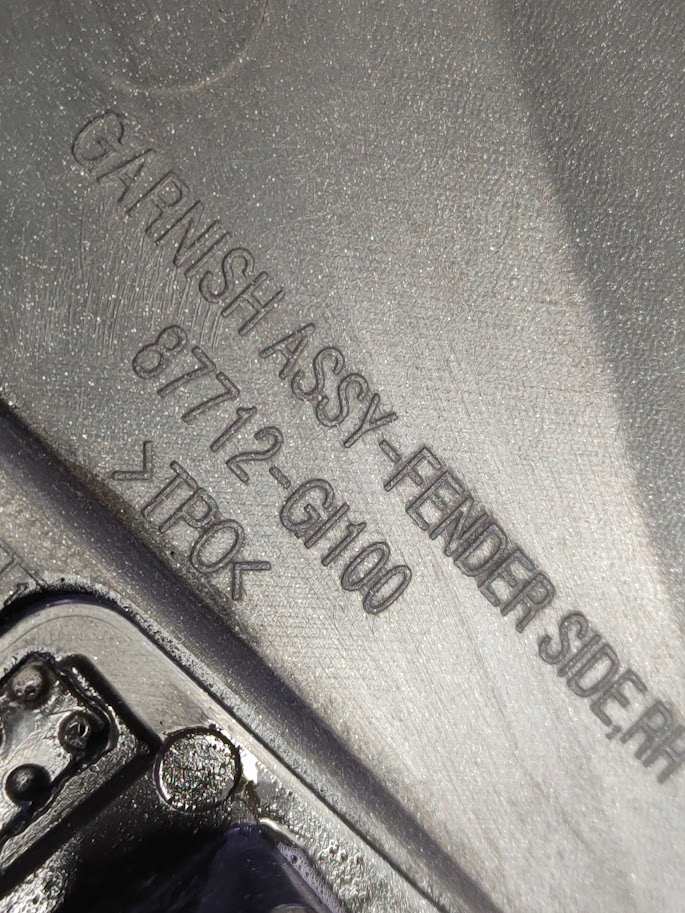 GARNISH ASSY-FENDER SIDE,RH
87712-GI100
>TPO<